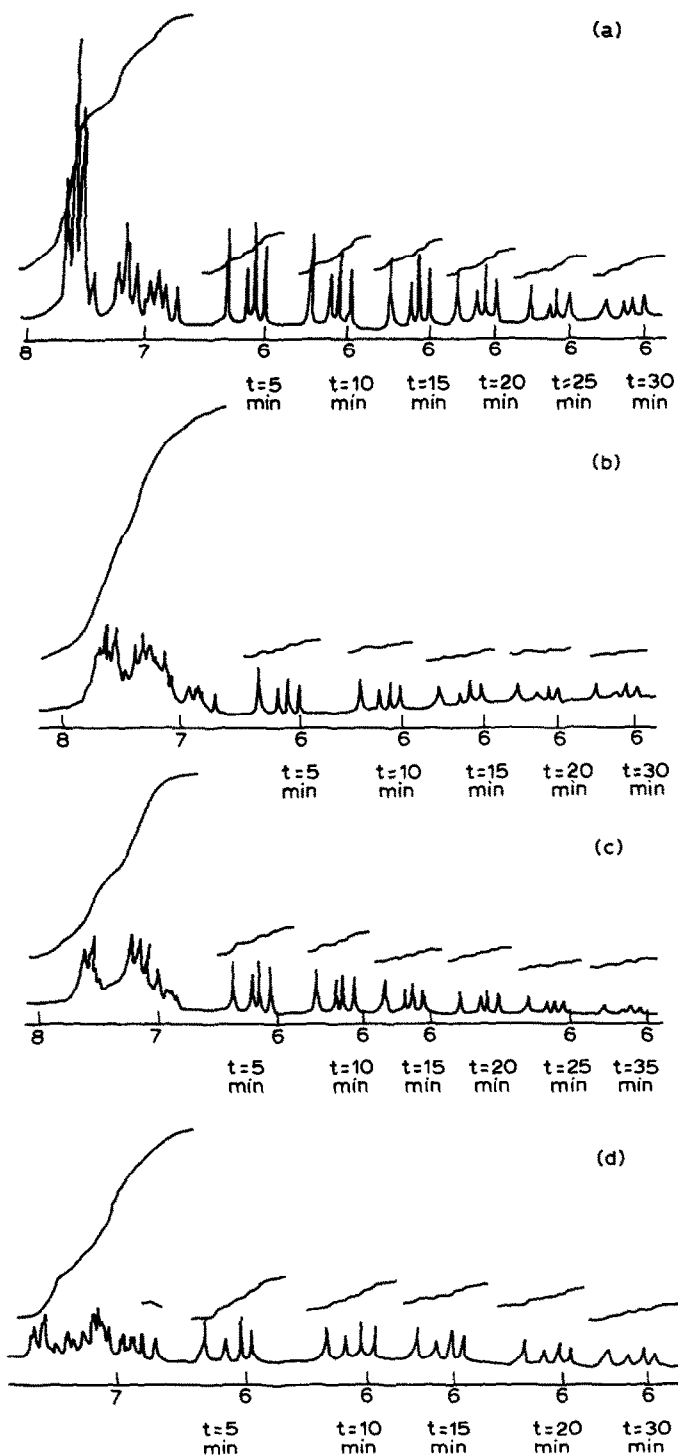 (a)
8 7 6 6 6 6 6 6
t=5 t=10 t=15 t=20 t=25 t=30
min min min min min min
(b)
8 7 6 6 6 6 6
t=5 t=10 t=15 t=20 t=30
min min min min min
(c)
8 7 6 6 6 6 6
t=5 t=10 t=15 t=20 t=25 t=35
min min min min min min
(d)
7 6 6 6 6 6
t=5 t=10 t=15 t=20 t=30
min min min min min